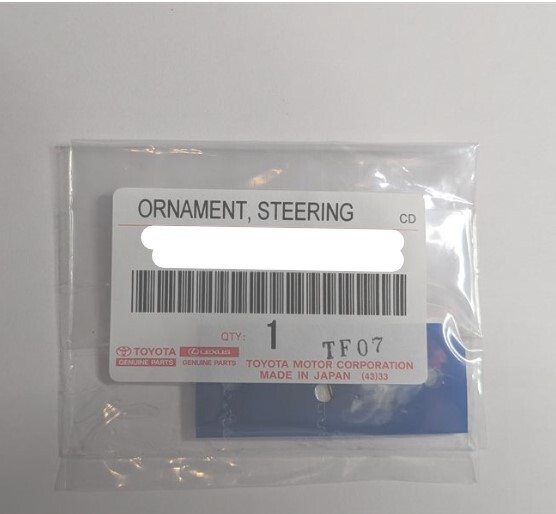 ORNAMENT, STEERING CD
QTY: 1 TF07
TOYOTA LEXUS TOYOTA MOTOR CORPORATION
GENUINE PARTS GENUINE PARTS MADE IN JAPAN (43)33